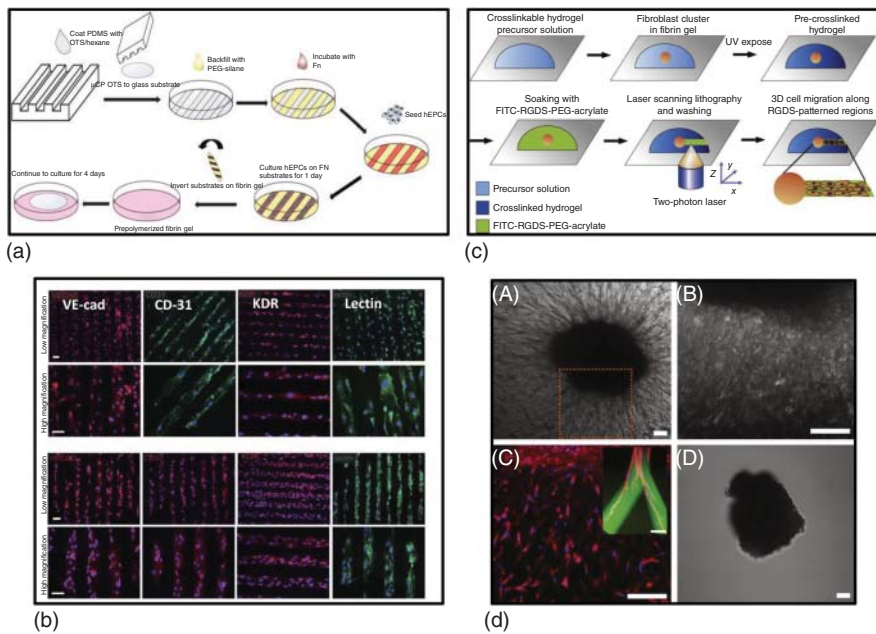 Coat PDMS with
OTS/hexane
μCP OTS to glass substrate
Backfill with
PEG-silane
Incubate with
Fn
Seed hEPCs
Culture hEPCs on FN
substrates for 1 day
Invert substrates on fibrin gel
Prepolymerized fibrin gel
Continue to culture for 4 days
(a)
Crosslinkable hydrogel
precursor solution
Fibroblast cluster
in fibrin gel
UV expose
Pre-crosslinked
hydrogel
Soaking with
FITC-RGDS-PEG-acrylate
Laser scanning lithography
and washing
3D cell migration along
RGDS-patterned regions
Z
y
x
Two-photon laser
Precursor solution
Crosslinked hydrogel
FITC-RGDS-PEG-acrylate
(c)
VE-cad
CD-31
KDR
Lectin
Low magnification
High magnification
Low magnification
High magnification
(b)
(A)
(B)
(C)
(D)
(d)